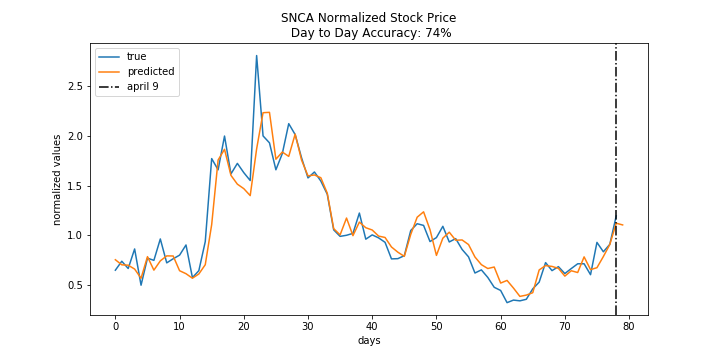 SNCA Normalized Stock Price
Day to Day Accuracy: 74%
true
predicted
april 9
normalized values
2.5
2.0
1.5
1.0
0.5
0
10
20
30
40
50
60
70
80
days